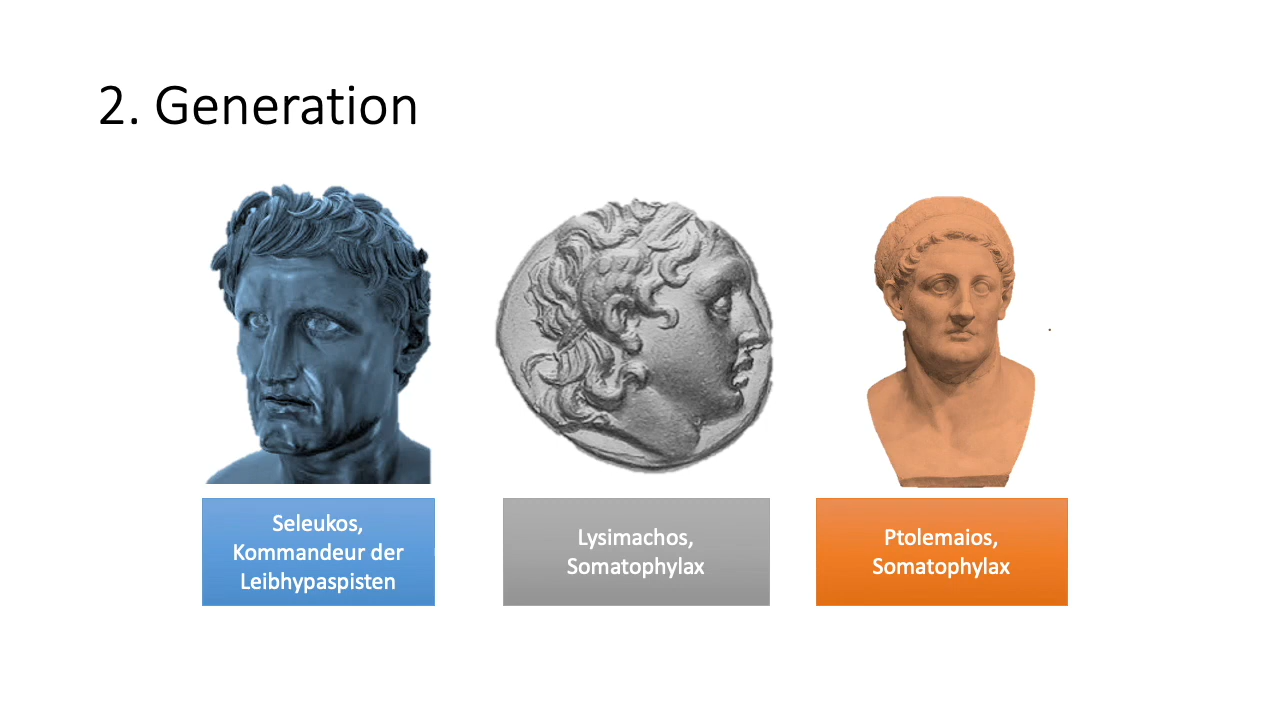 2. Generation
Seleukos,
Kommandeur der
Leibhypaspisten
Lysimachos,
Somatophylax
Ptolemaios,
Somatophylax